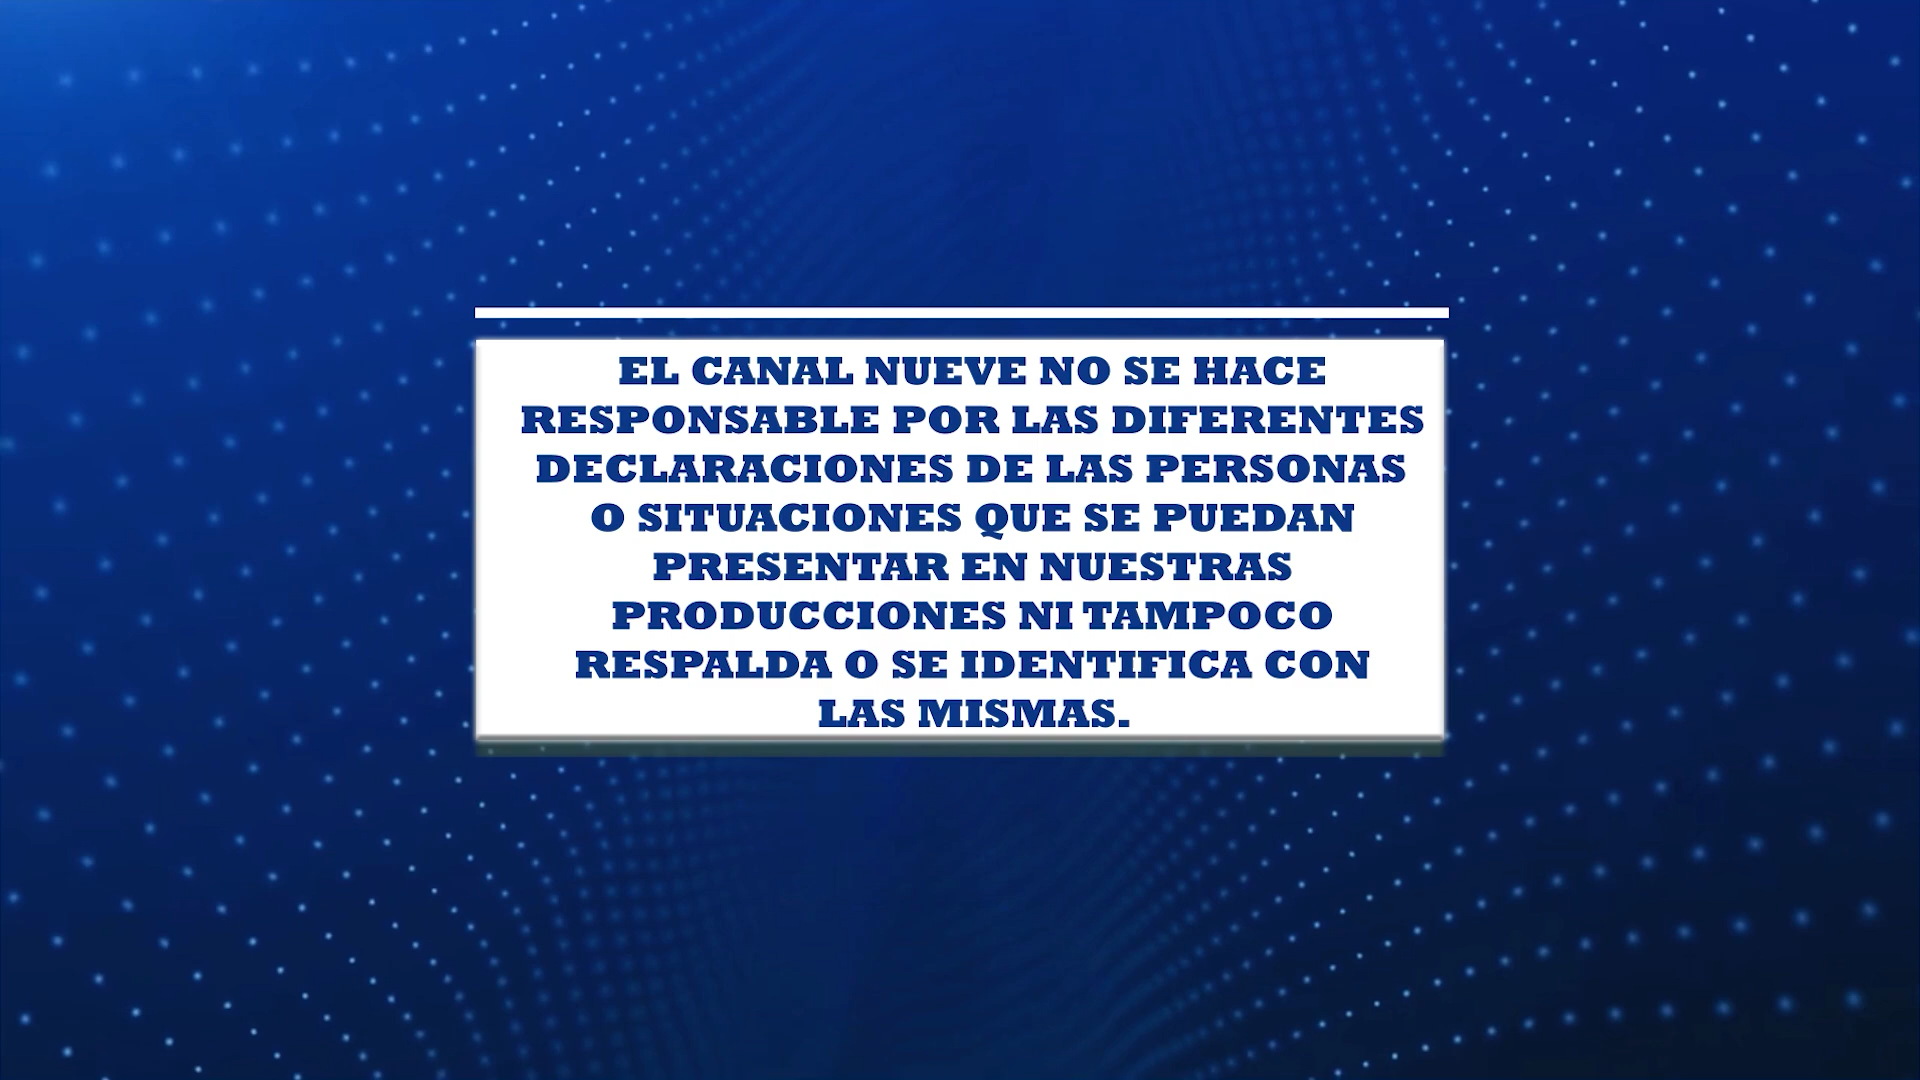 EL CANAL NUEVE NO SE HACE
RESPONSABLE POR LAS DIFERENTES
DECLARACIONES DE LAS PERSONAS
O SITUACIONES QUE SE PUEDAN
PRESENTAR EN NUESTRAS
PRODUCCIONES NI TAMPOCO
RESPALDA O SE IDENTIFICA CON
LAS MISMAS.